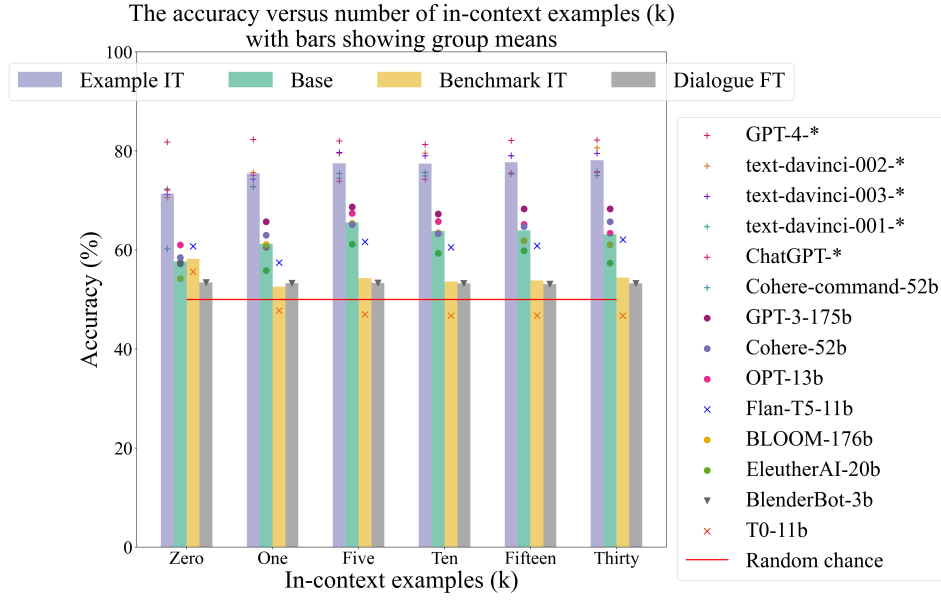 The accuracy versus number of in-context examples (k)
with bars showing group means
Example IT
Base
Benchmark IT
Dialogue FT
100
80
60
40
20
0
Accuracy (%)
Zero
One
Five
Ten
Fifteen
Thirty
In-context examples (k)
GPT-4-*
text-davinci-002-*
text-davinci-003-*
text-davinci-001-*
ChatGPT-*
Cohere-command-52b
GPT-3-175b
Cohere-52b
OPT-13b
Flan-T5-11b
BLOOM-176b
EleutherAI-20b
BlenderBot-3b
T0-11b
Random chance